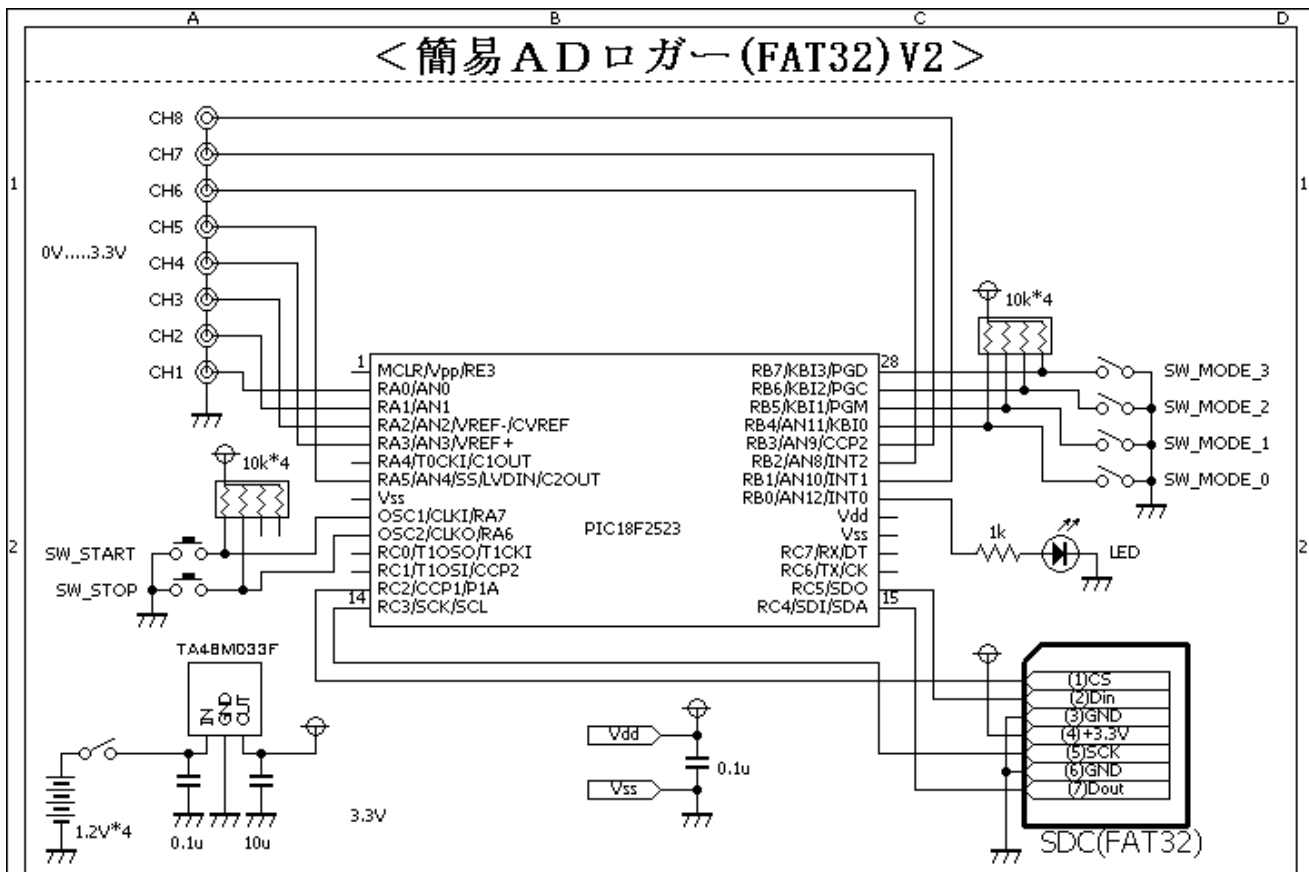 A B C D
＜簡易ＡＤロガー(FAT32)V2＞
1
1
2
2
CH8
CH7
CH6
CH5
0V.....3.3V
CH4
CH3
CH2
CH1
10k*4
SW_START
SW_STOP
1
28
14
15
MCLR/Vpp/RE3
RA0/AN0
RA1/AN1
RA2/AN2/VREF-/CVREF
RA3/AN3/VREF+
RA4/T0CKI/C1OUT
RA5/AN4/SS/LVDIN/C2OUT
Vss
OSC1/CLKI/RA7
OSC2/CLKO/RA6
RC0/T1OSO/T1CKI
RC1/T1OSI/CCP2
RC2/CCP1/P1A
RC3/SCK/SCL
PIC18F2523
RB7/KBI3/PGD
RB6/KBI2/PGC
RB5/KBI1/PGM
RB4/AN11/KBI0
RB3/AN9/CCP2
RB2/AN8/INT2
RB1/AN10/INT1
RB0/AN12/INT0
Vdd
Vss
RC7/RX/DT
RC6/TX/CK
RC5/SDO
RC4/SDI/SDA
10k*4
SW_MODE_3
SW_MODE_2
SW_MODE_1
SW_MODE_0
1k
LED
TA48M033F
IN
GND
OUT
1.2V*4
0.1u
10u
3.3V
Vdd
Vss
0.1u
(1)CS
(2)Din
(3)GND
(4)+3.3V
(5)SCK
(6)GND
(7)Dout
SDC(FAT32)